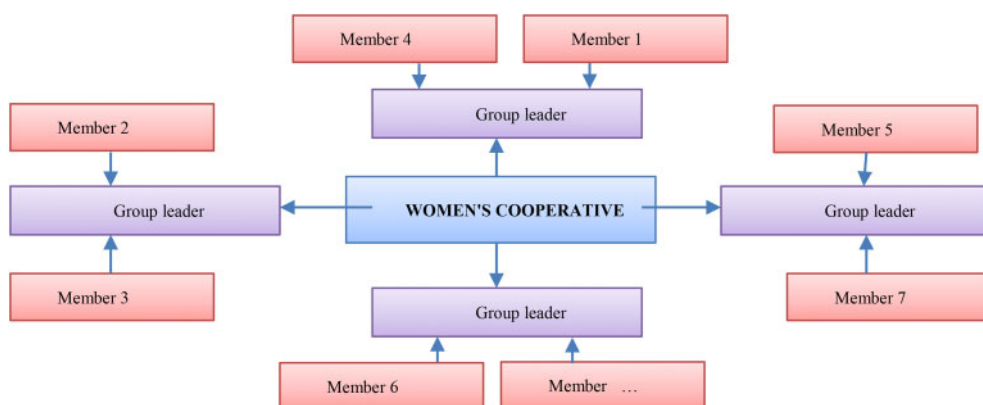 Member 4
Member 1
Group leader
Member 2
Member 5
Group leader
WOMEN'S COOPERATIVE
Group leader
Member 3
Member 7
Group leader
Member 6
Member …